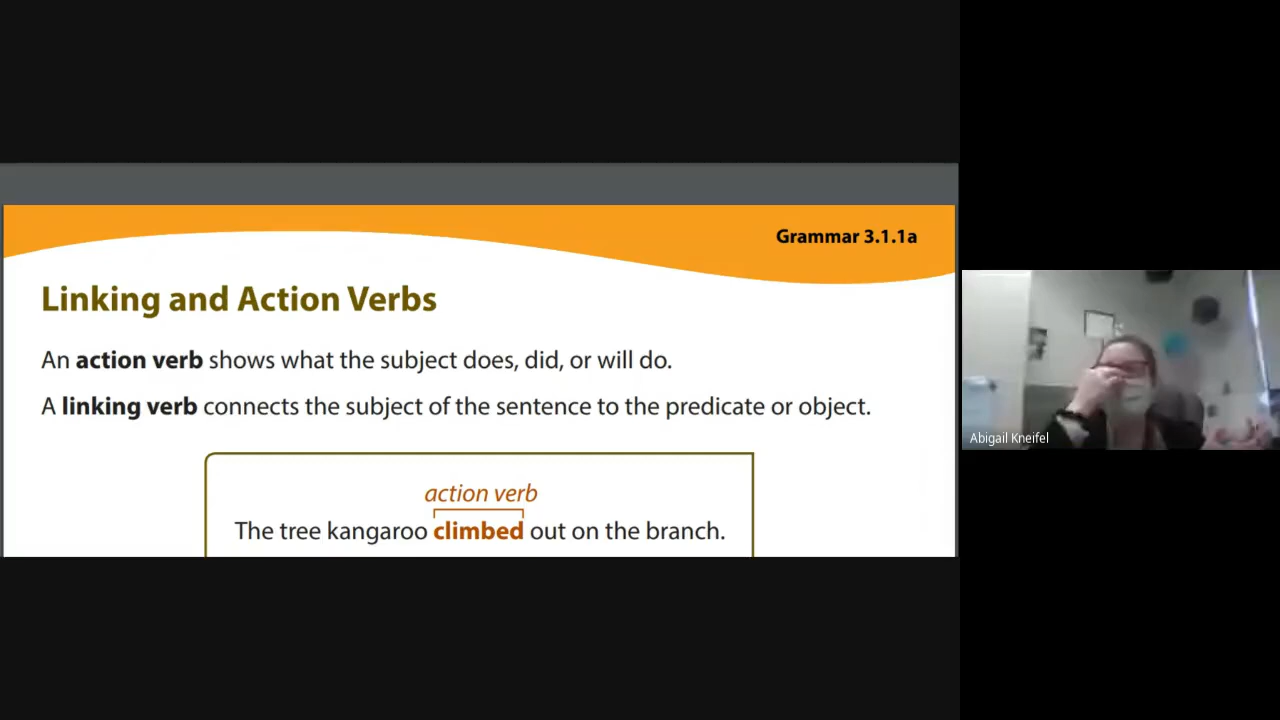 Grammar 3.1.1a
Linking and Action Verbs
An action verb shows what the subject does, did, or will do.
A linking verb connects the subject of the sentence to the predicate or object.
action verb
The tree kangaroo climbed out on the branch.
Abigail Kneifel